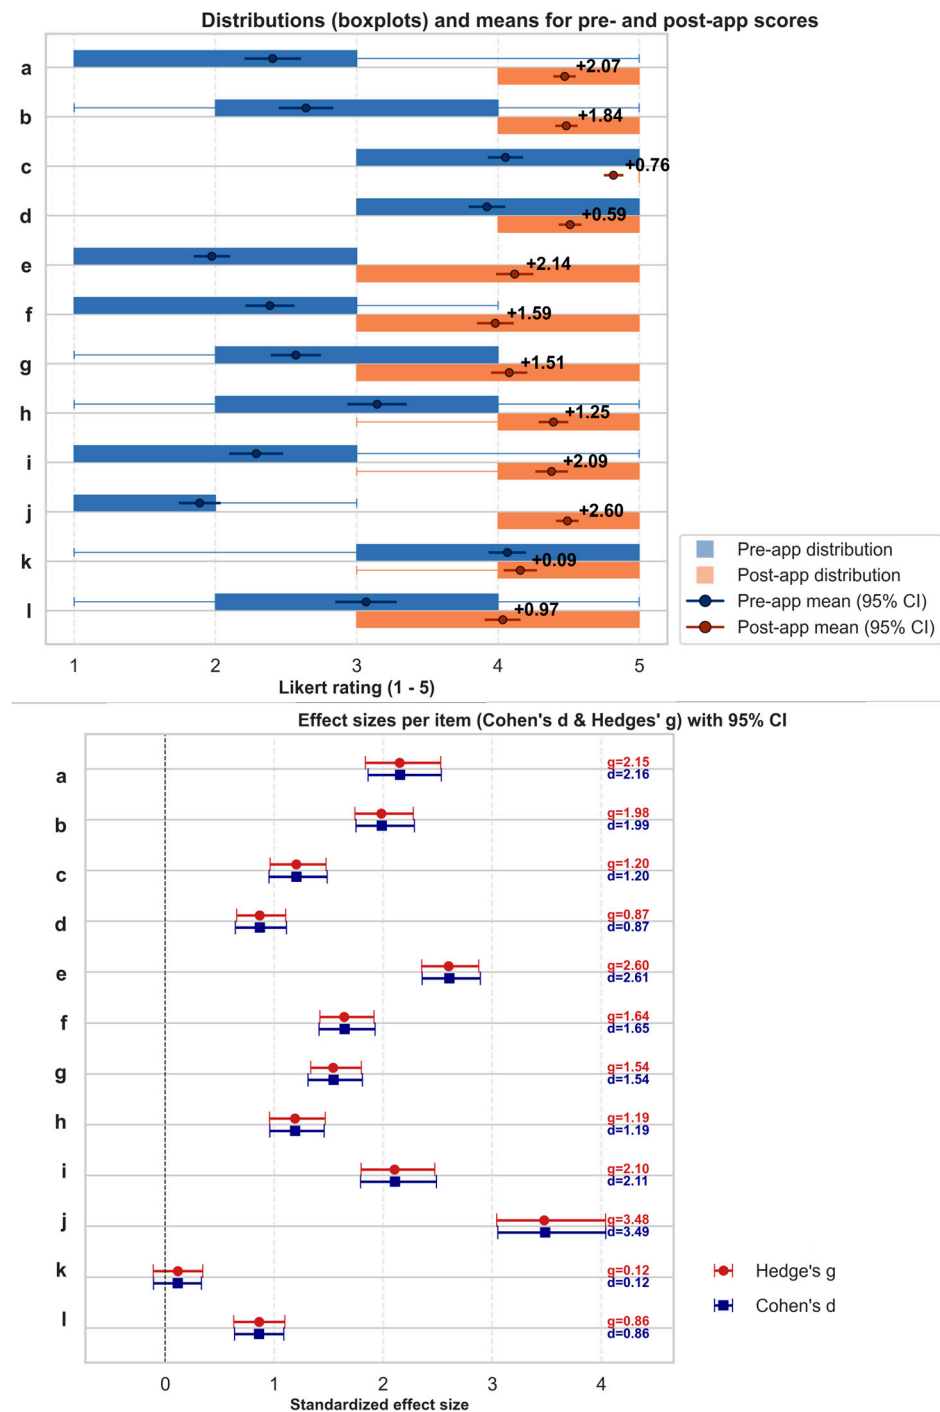 Distributions (boxplots) and means for pre- and post-app scores
a
+2.07
b
+1.84
c
+0.76
d
+0.59
e
+2.14
f
+1.59
g
+1.51
h
+1.25
i
+2.09
j
+2.60
k
+0.09
l
+0.97
Pre-app distribution
Post-app distribution
Pre-app mean (95% CI)
Post-app mean (95% CI)
1 2 3 4 5
Likert rating (1 - 5)
Effect sizes per item (Cohen's d & Hedges' g) with 95% CI
a
g=2.15
d=2.16
b
g=1.98
d=1.99
c
g=1.20
d=1.20
d
g=0.87
d=0.87
e
g=2.60
d=2.61
f
g=1.64
d=1.65
g
g=1.54
d=1.54
h
g=1.19
d=1.19
i
g=2.10
d=2.11
j
g=3.48
d=3.49
k
g=0.12
d=0.12
l
g=0.86
d=0.86
Hedge's g
Cohen's d
0 1 2 3 4
Standardized effect size